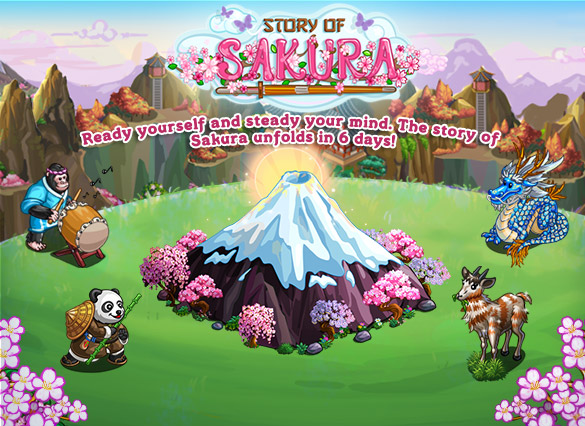 STORY OF
SAKURA
Ready yourself and steady your mind. The story of
Sakura unfolds in 6 days!